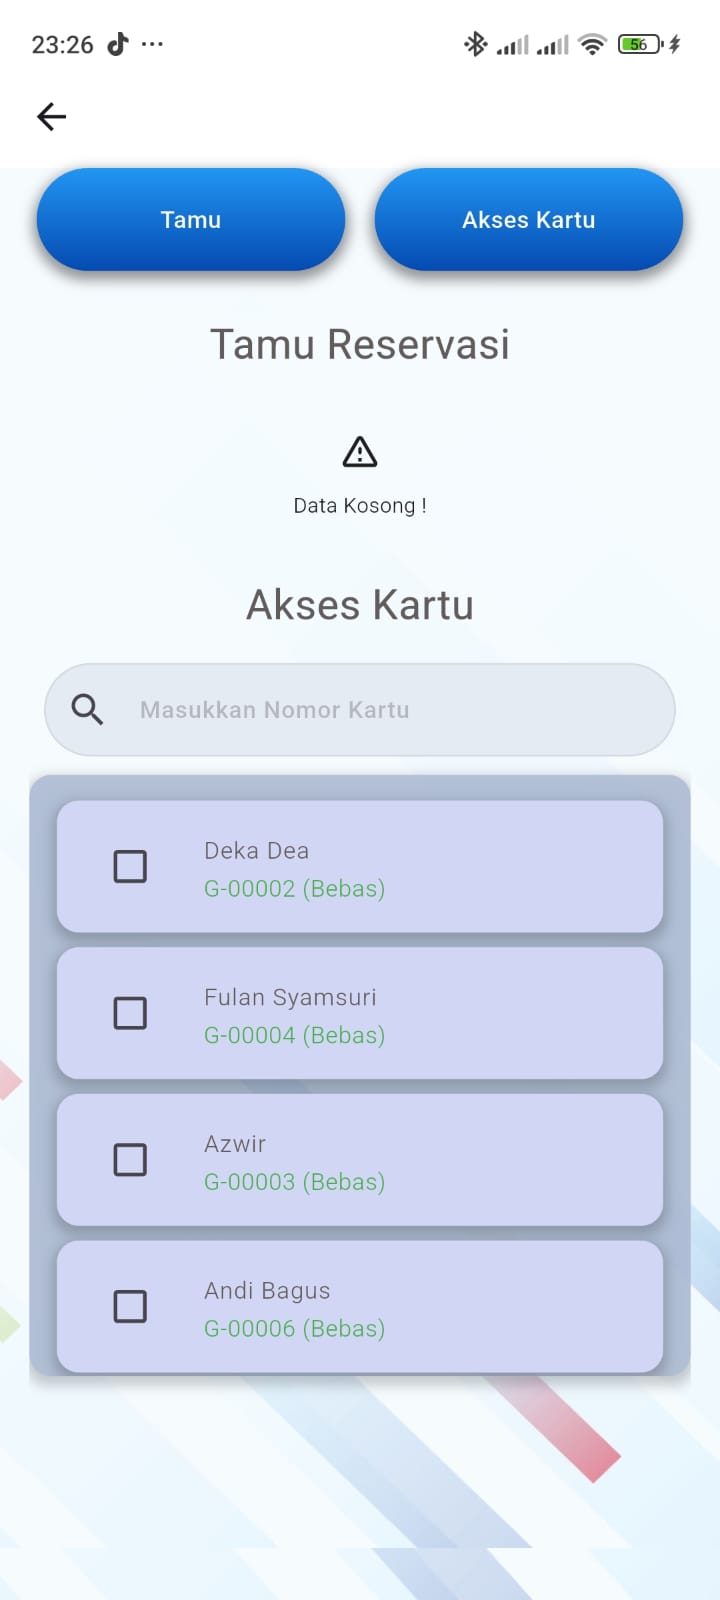 23:26
56
Tamu
Akses Kartu
Tamu Reservasi
Data Kosong !
Akses Kartu
Masukkan Nomor Kartu
Deka Dea
G-00002 (Bebas)
Fulan Syamsuri
G-00004 (Bebas)
Azwir
G-00003 (Bebas)
Andi Bagus
G-00006 (Bebas)